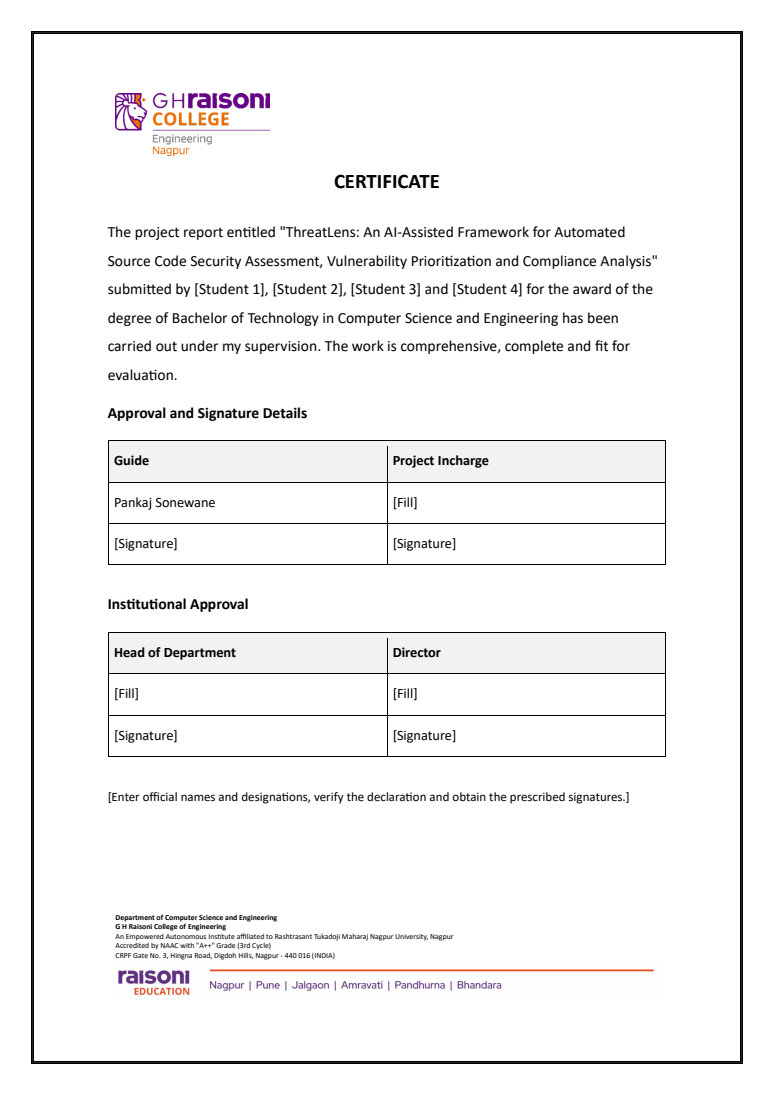 GHraisoni
COLLEGE
Engineering
Nagpur
CERTIFICATE
The project report entitled "ThreatLens: An AI-Assisted Framework for Automated
Source Code Security Assessment, Vulnerability Prioritization and Compliance Analysis"
submitted by [Student 1], [Student 2], [Student 3] and [Student 4] for the award of the
degree of Bachelor of Technology in Computer Science and Engineering has been
carried out under my supervision. The work is comprehensive, complete and fit for
evaluation.
Approval and Signature Details
Guide Project Incharge
Pankaj Sonewane [Fill]
[Signature] [Signature]
Institutional Approval
Head of Department Director
[Fill] [Fill]
[Signature] [Signature]
[Enter official names and designations, verify the declaration and obtain the prescribed signatures.]
Department of Computer Science and Engineering
G H Raisoni College of Engineering
An Empowered Autonomous Institute affiliated to Rashtrasant Tukadoji Maharaj Nagpur University, Nagpur
Accredited by NAAC with "A++" Grade (3rd Cycle)
CRPF Gate No. 3, Hingna Road, Digdoh Hills, Nagpur - 440 016 (INDIA)
raisoni
EDUCATION
Nagpur | Pune | Jalgaon | Amravati | Pandhurna | Bhandara